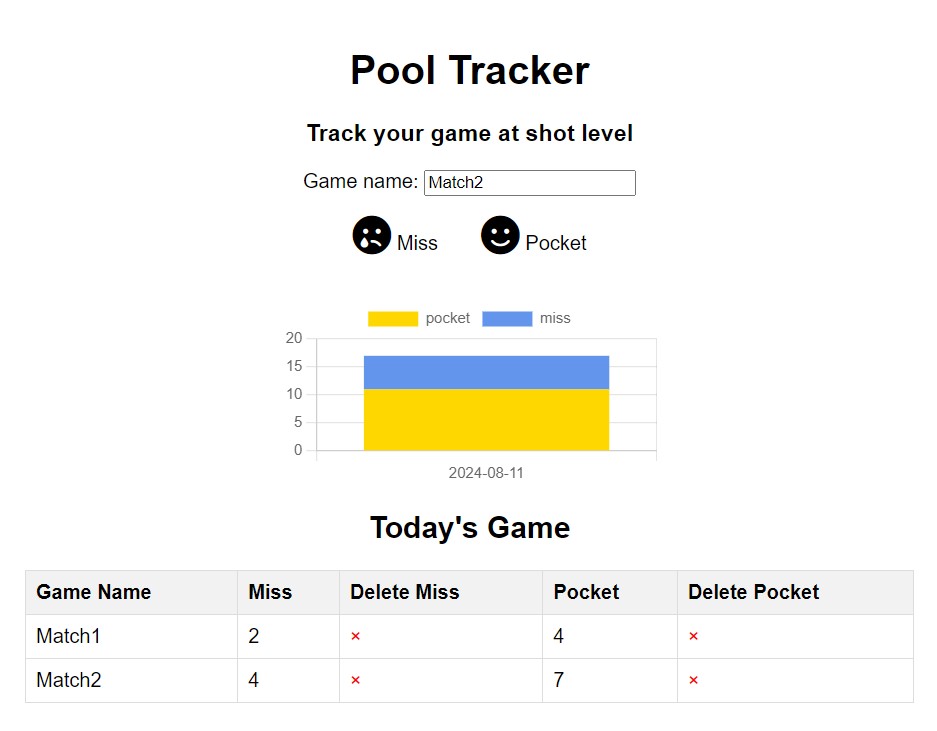 Pool Tracker
Track your game at shot level
Game name: Match2
Miss Pocket
pocket miss
20
15
10
5
0
2024-08-11
Today's Game
Game Name Miss Delete Miss Pocket Delete Pocket
Match1 2 × 4 ×
Match2 4 × 7 ×